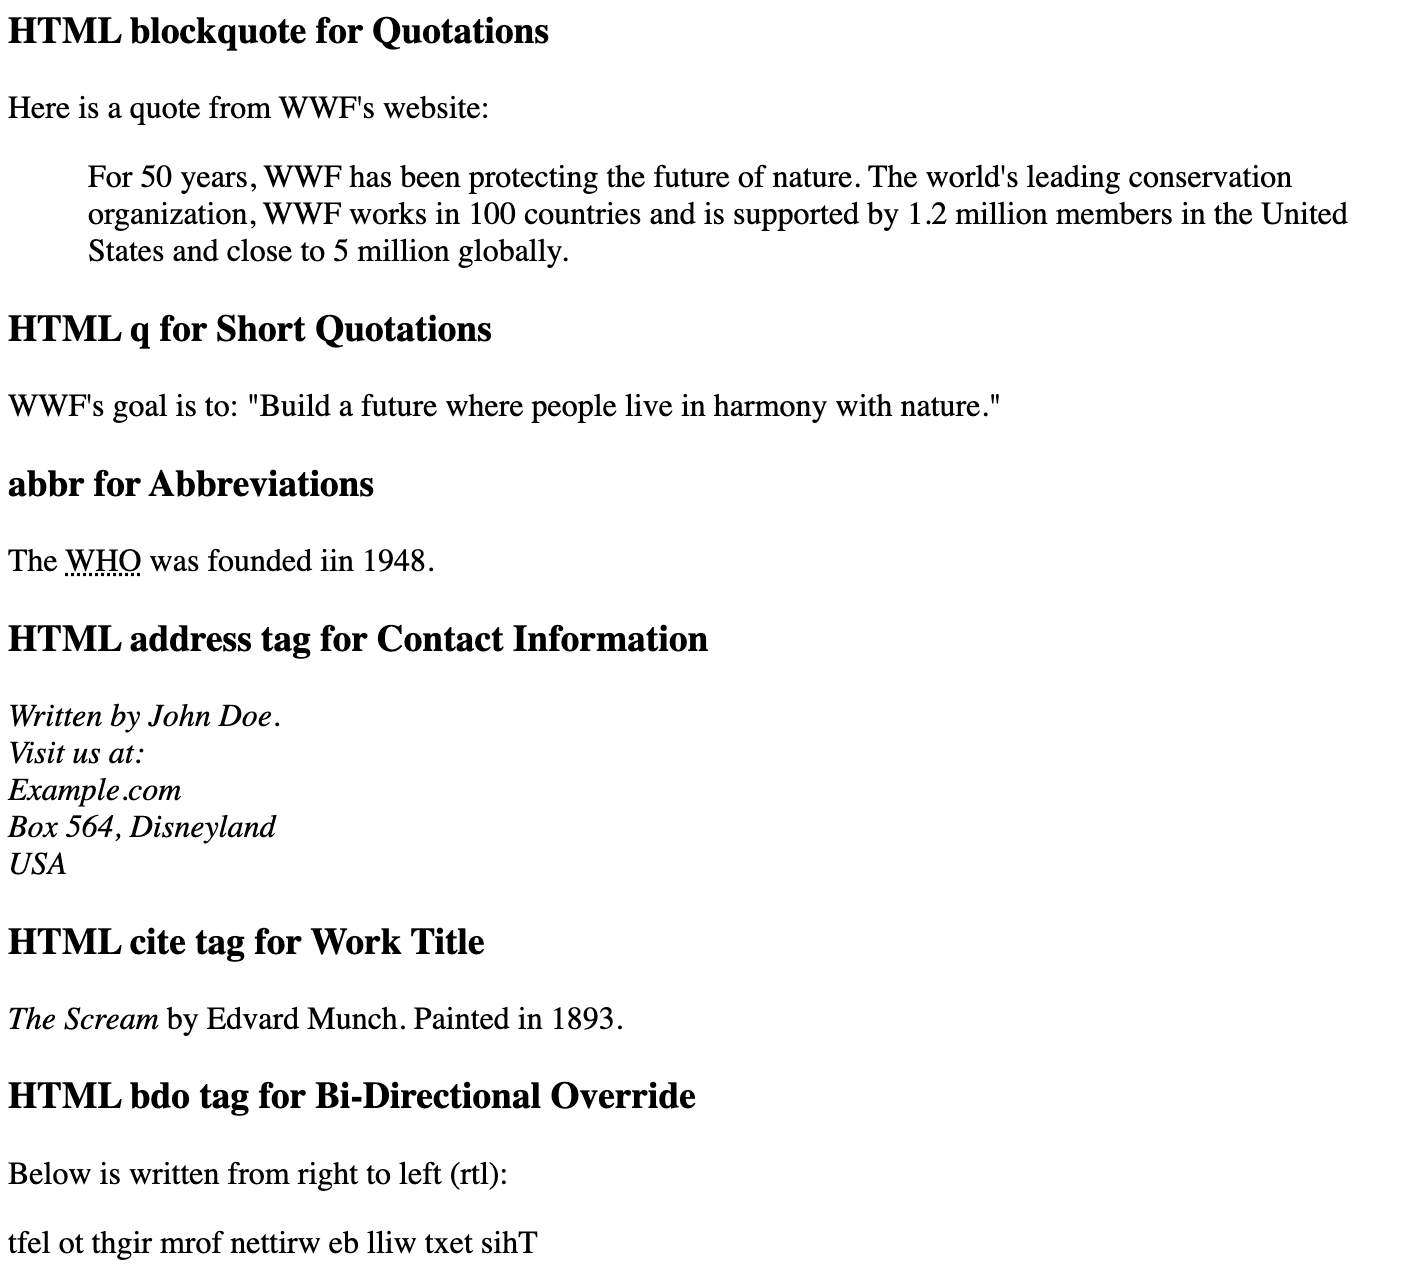 HTML blockquote for Quotations
Here is a quote from WWF's website:
For 50 years, WWF has been protecting the future of nature. The world's leading conservation
organization, WWF works in 100 countries and is supported by 1.2 million members in the United
States and close to 5 million globally.
HTML q for Short Quotations
WWF's goal is to: "Build a future where people live in harmony with nature."
abbr for Abbreviations
The WHO was founded iin 1948.
HTML address tag for Contact Information
Written by John Doe.
Visit us at:
Example.com
Box 564, Disneyland
USA
HTML cite tag for Work Title
The Scream by Edvard Munch. Painted in 1893.
HTML bdo tag for Bi-Directional Override
Below is written from right to left (rtl):
tfel ot thgir mrof nettirw eb lliw txet sihT